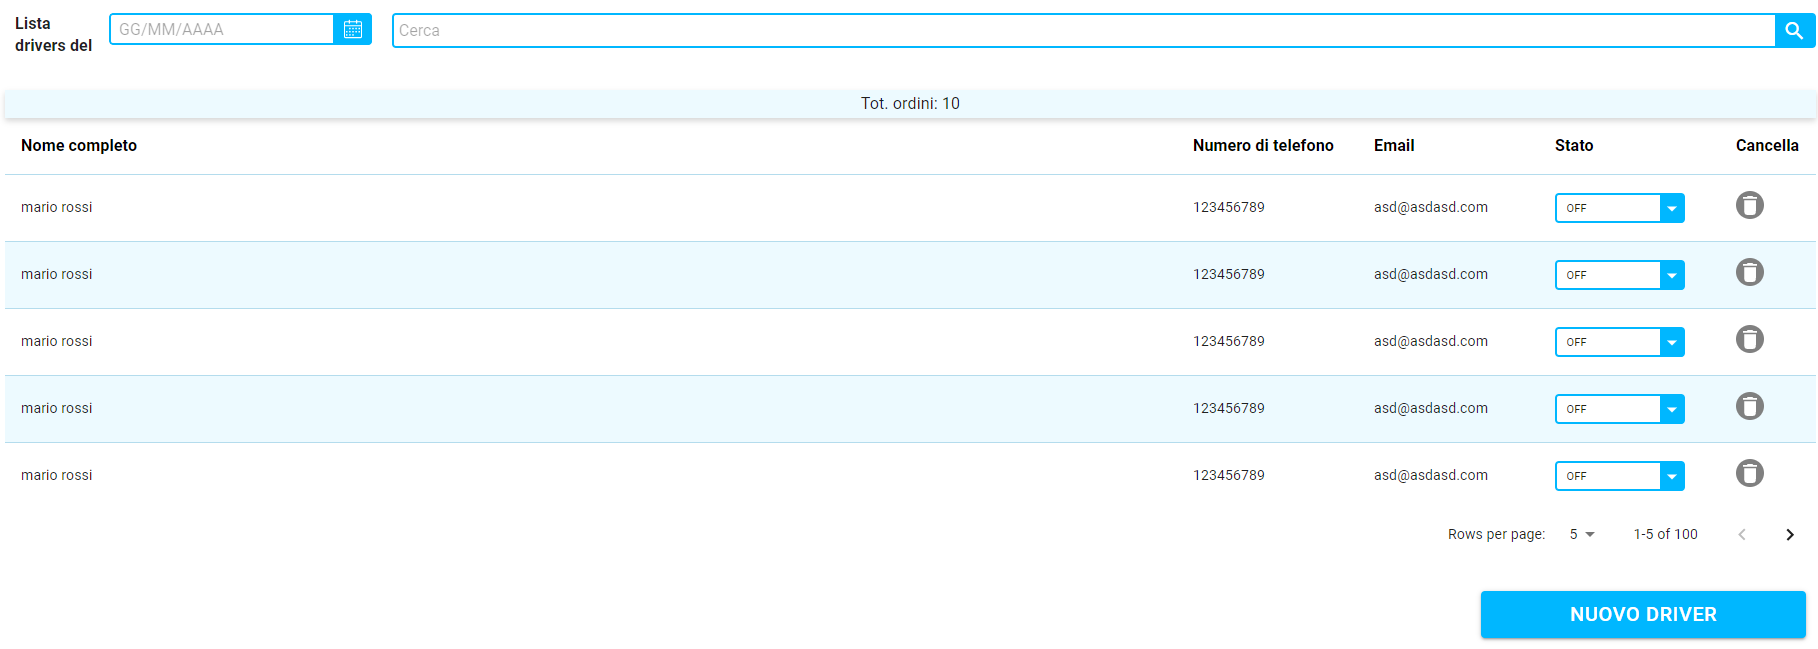 Lista
drivers del
GG/MM/AAAA
Cerca
Tot. ordini: 10
Nome completo Numero di telefono Email Stato Cancella
mario rossi 123456789 asd@asdasd.com OFF
mario rossi 123456789 asd@asdasd.com OFF
mario rossi 123456789 asd@asdasd.com OFF
mario rossi 123456789 asd@asdasd.com OFF
mario rossi 123456789 asd@asdasd.com OFF
Rows per page: 5 1-5 of 100
NUOVO DRIVER